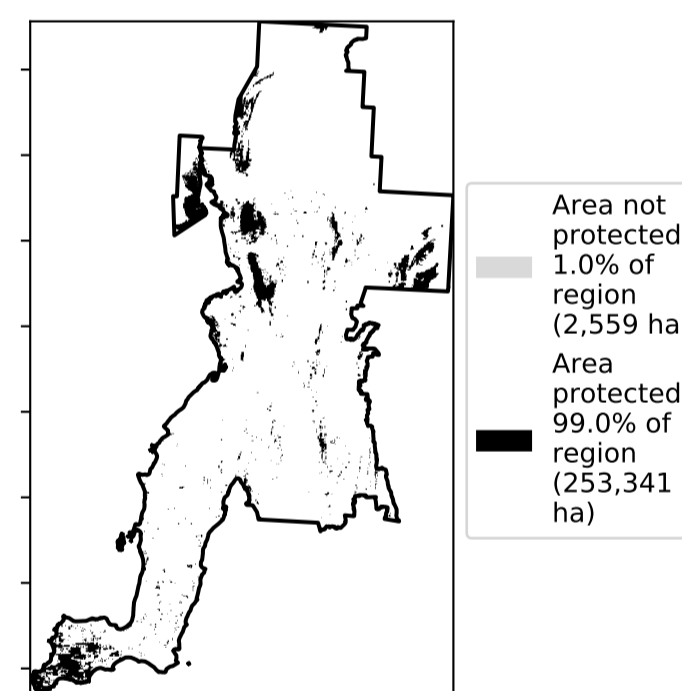 Area not
protected
1.0% of
region
(2,559 ha
Area
protected
99.0% of
region
(253,341
ha)